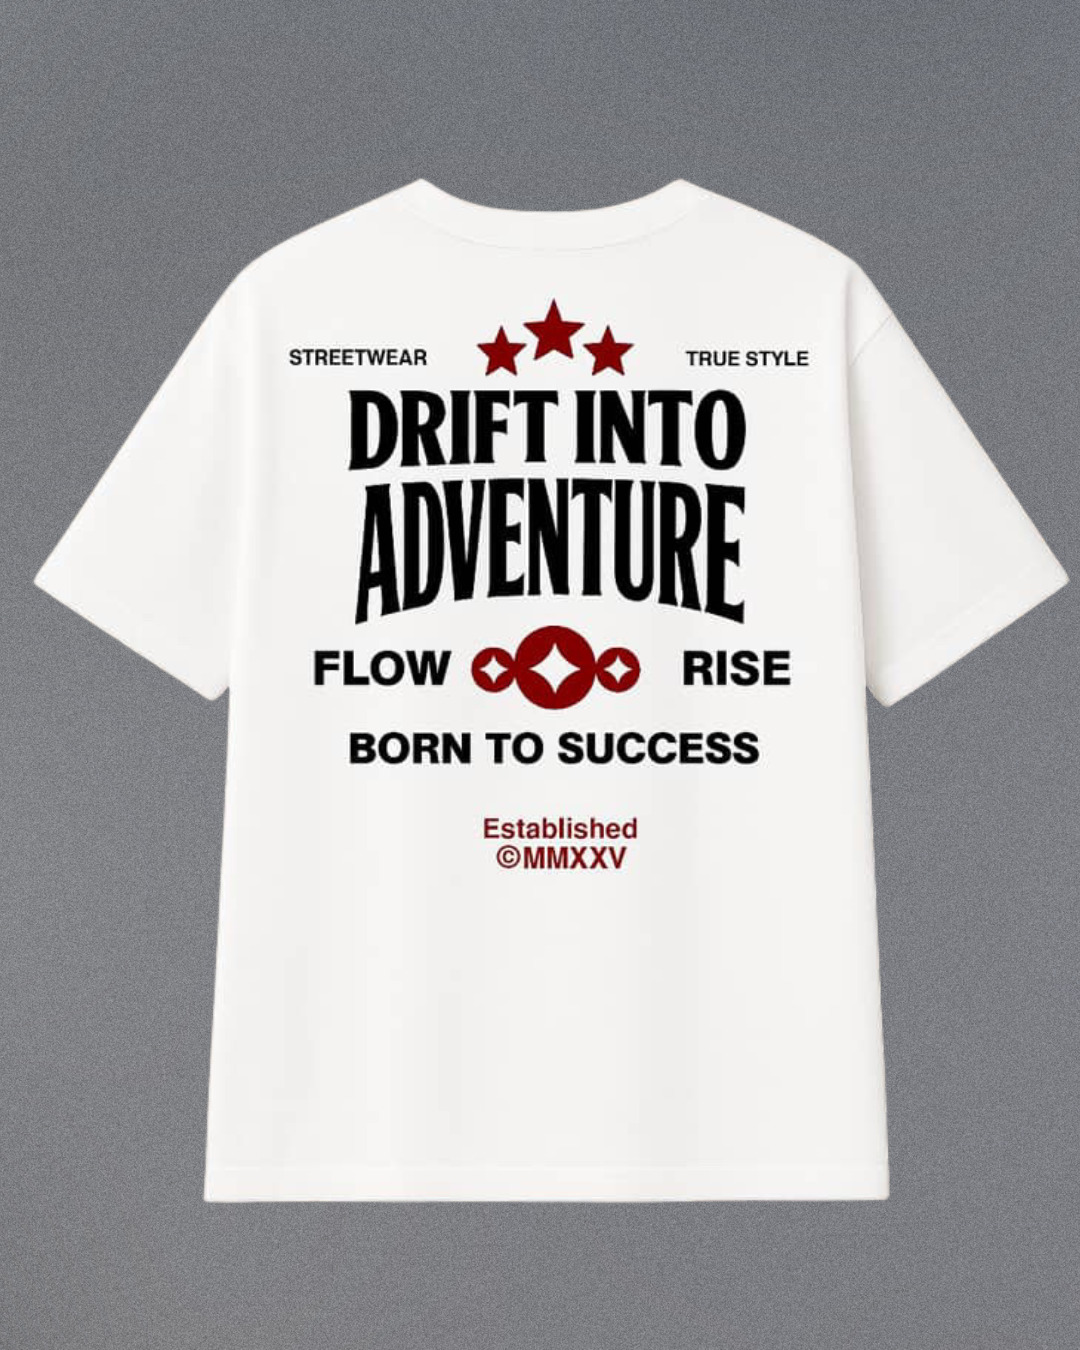 STREETWEAR
TRUE STYLE
DRIFT INTO
ADVENTURE
FLOW
RISE
BORN TO SUCCESS
Established
©MMXXV